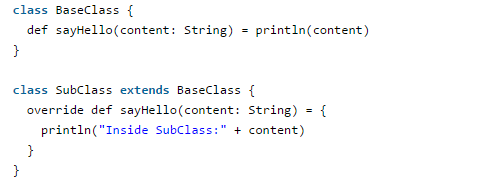 class BaseClass {
  def sayHello(content: String) = println(content)
}

class SubClass extends BaseClass {
  override def sayHello(content: String) = {
    println("Inside SubClass:" + content)
  }
}